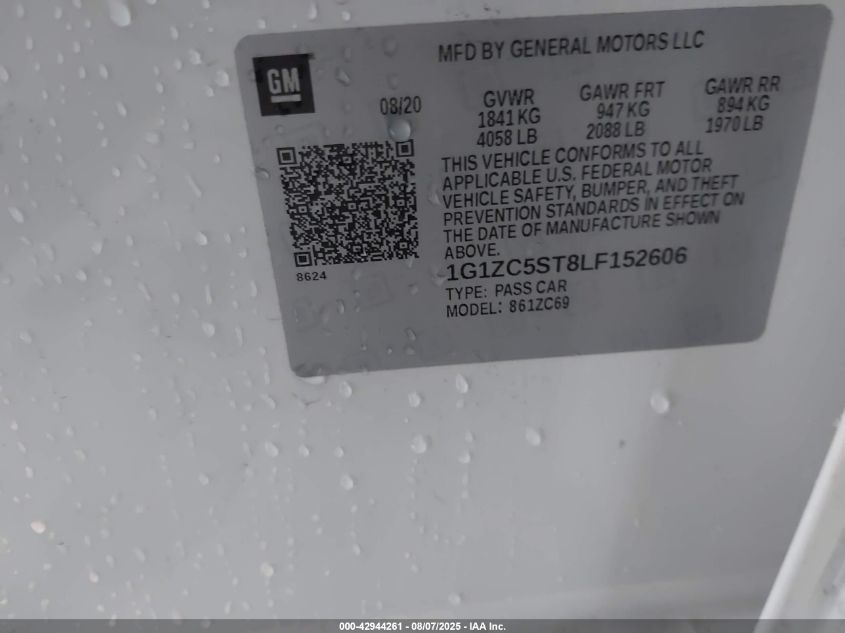 MFD BY GENERAL MOTORS LLC
GM
08/20
GVWR
1841 KG
4058 LB
GAWR FRT
947 KG
2088 LB
GAWR RR
894 KG
1970 LB
THIS VEHICLE CONFORMS TO ALL
APPLICABLE U.S. FEDERAL MOTOR
VEHICLE SAFETY, BUMPER, AND THEFT
PREVENTION STANDARDS IN EFFECT ON
THE DATE OF MANUFACTURE SHOWN
ABOVE.
8624
1G1ZC5ST8LF152606
TYPE: PASS CAR
MODEL: 861ZC69
000-42944261 - 08/07/2025 - IAA Inc.